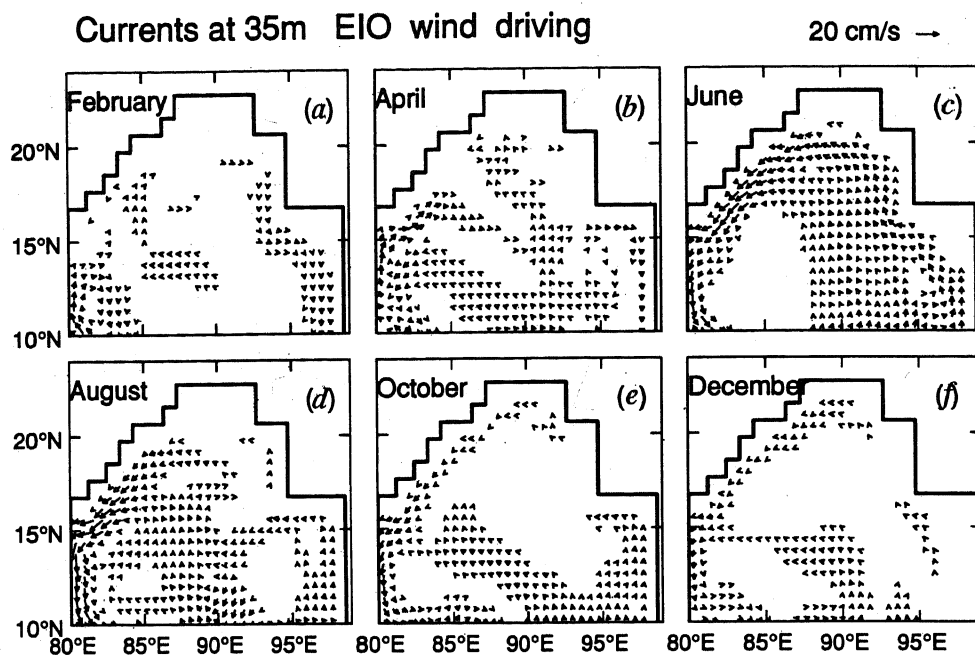 Currents at 35m EIO wind driving 20 cm/s
February (a) April (b) June (c)
20°N
15°N
10°N
August (d) October (e) December (f)
20°N
15°N
10°N
80°E 85°E 90°E 95°E 80°E 85°E 90°E 95°E 80°E 85°E 90°E 95°E